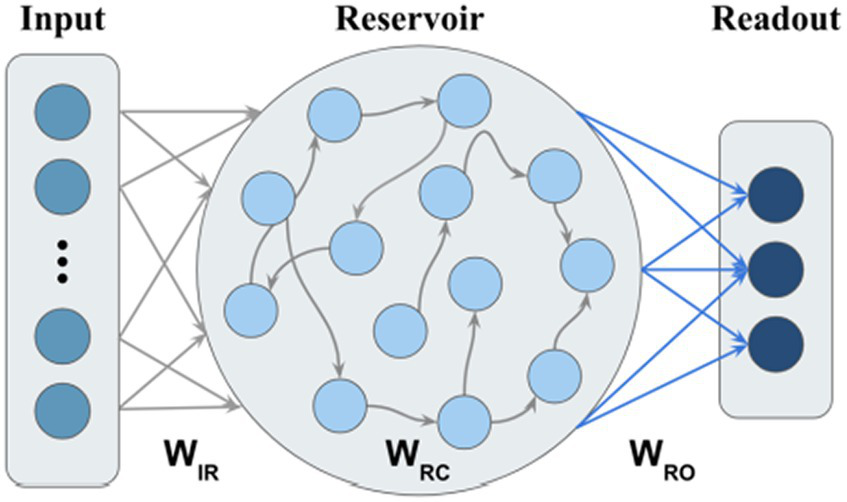 Input
Reservoir
Readout
W_IR
W_RC
W_RO